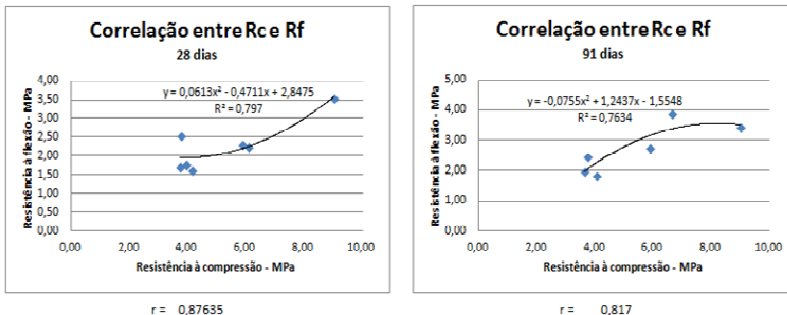 Correlação entre Rc e Rf
28 dias
Resistência à flexão - MPa
4,00
3,50
3,00
2,50
2,00
1,50
1,00
0,50
0,00
y = 0,0613x² - 0,4711x + 2,8475
R² = 0,797
0,00 2,00 4,00 6,00 8,00 10,00
Resistência à compressão - MPa
r = 0,87635
Correlação entre Rc e Rf
91 dias
Resistência à flexão - MPa
5,00
4,00
3,00
2,00
1,00
0,00
y = -0,0755x² + 1,2437x - 1,5548
R² = 0,7634
0,00 2,00 4,00 6,00 8,00 10,00
Resistência à compressão - MPa
r = 0,817